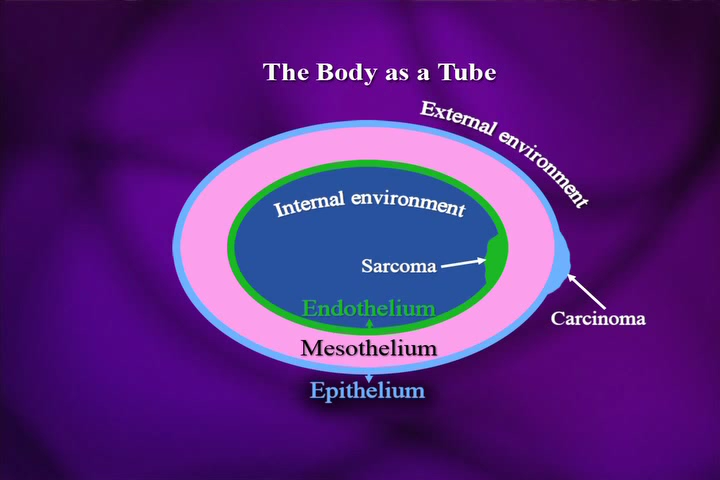 The Body as a Tube
External environment
Internal environment
Sarcoma
Endothelium
Carcinoma
Mesothelium
Epithelium